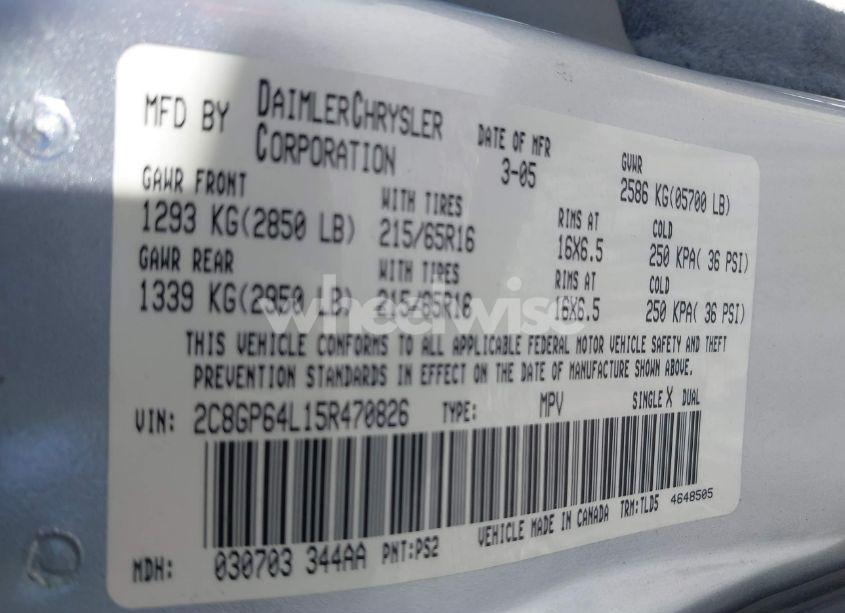 MFD BY DAIMLERCHRYSLER CORPORATION
DATE OF MFR 3-05
GVWR 2586 KG(05700 LB)
GAWR FRONT WITH TIRES RIMS AT COLD
1293 KG(2850 LB) 215/65R16 16X6.5 250 KPA( 36 PSI)
GAWR REAR WITH TIRES RIMS AT COLD
1339 KG(2950 LB) 215/65R16 16X6.5 250 KPA( 36 PSI)
wheelwise
THIS VEHICLE CONFORMS TO ALL APPLICABLE FEDERAL MOTOR VEHICLE SAFETY AND THEFT
PREVENTION STANDARDS IN EFFECT ON THE DATE OF MANUFACTURE SHOWN ABOVE.
VIN: 2C8GP64L15R470826 TYPE: MPV SINGLE X DUAL
MDH: 030703 344AA PNT:PS2 VEHICLE MADE IN CANADA TRM:TLD5 4648505